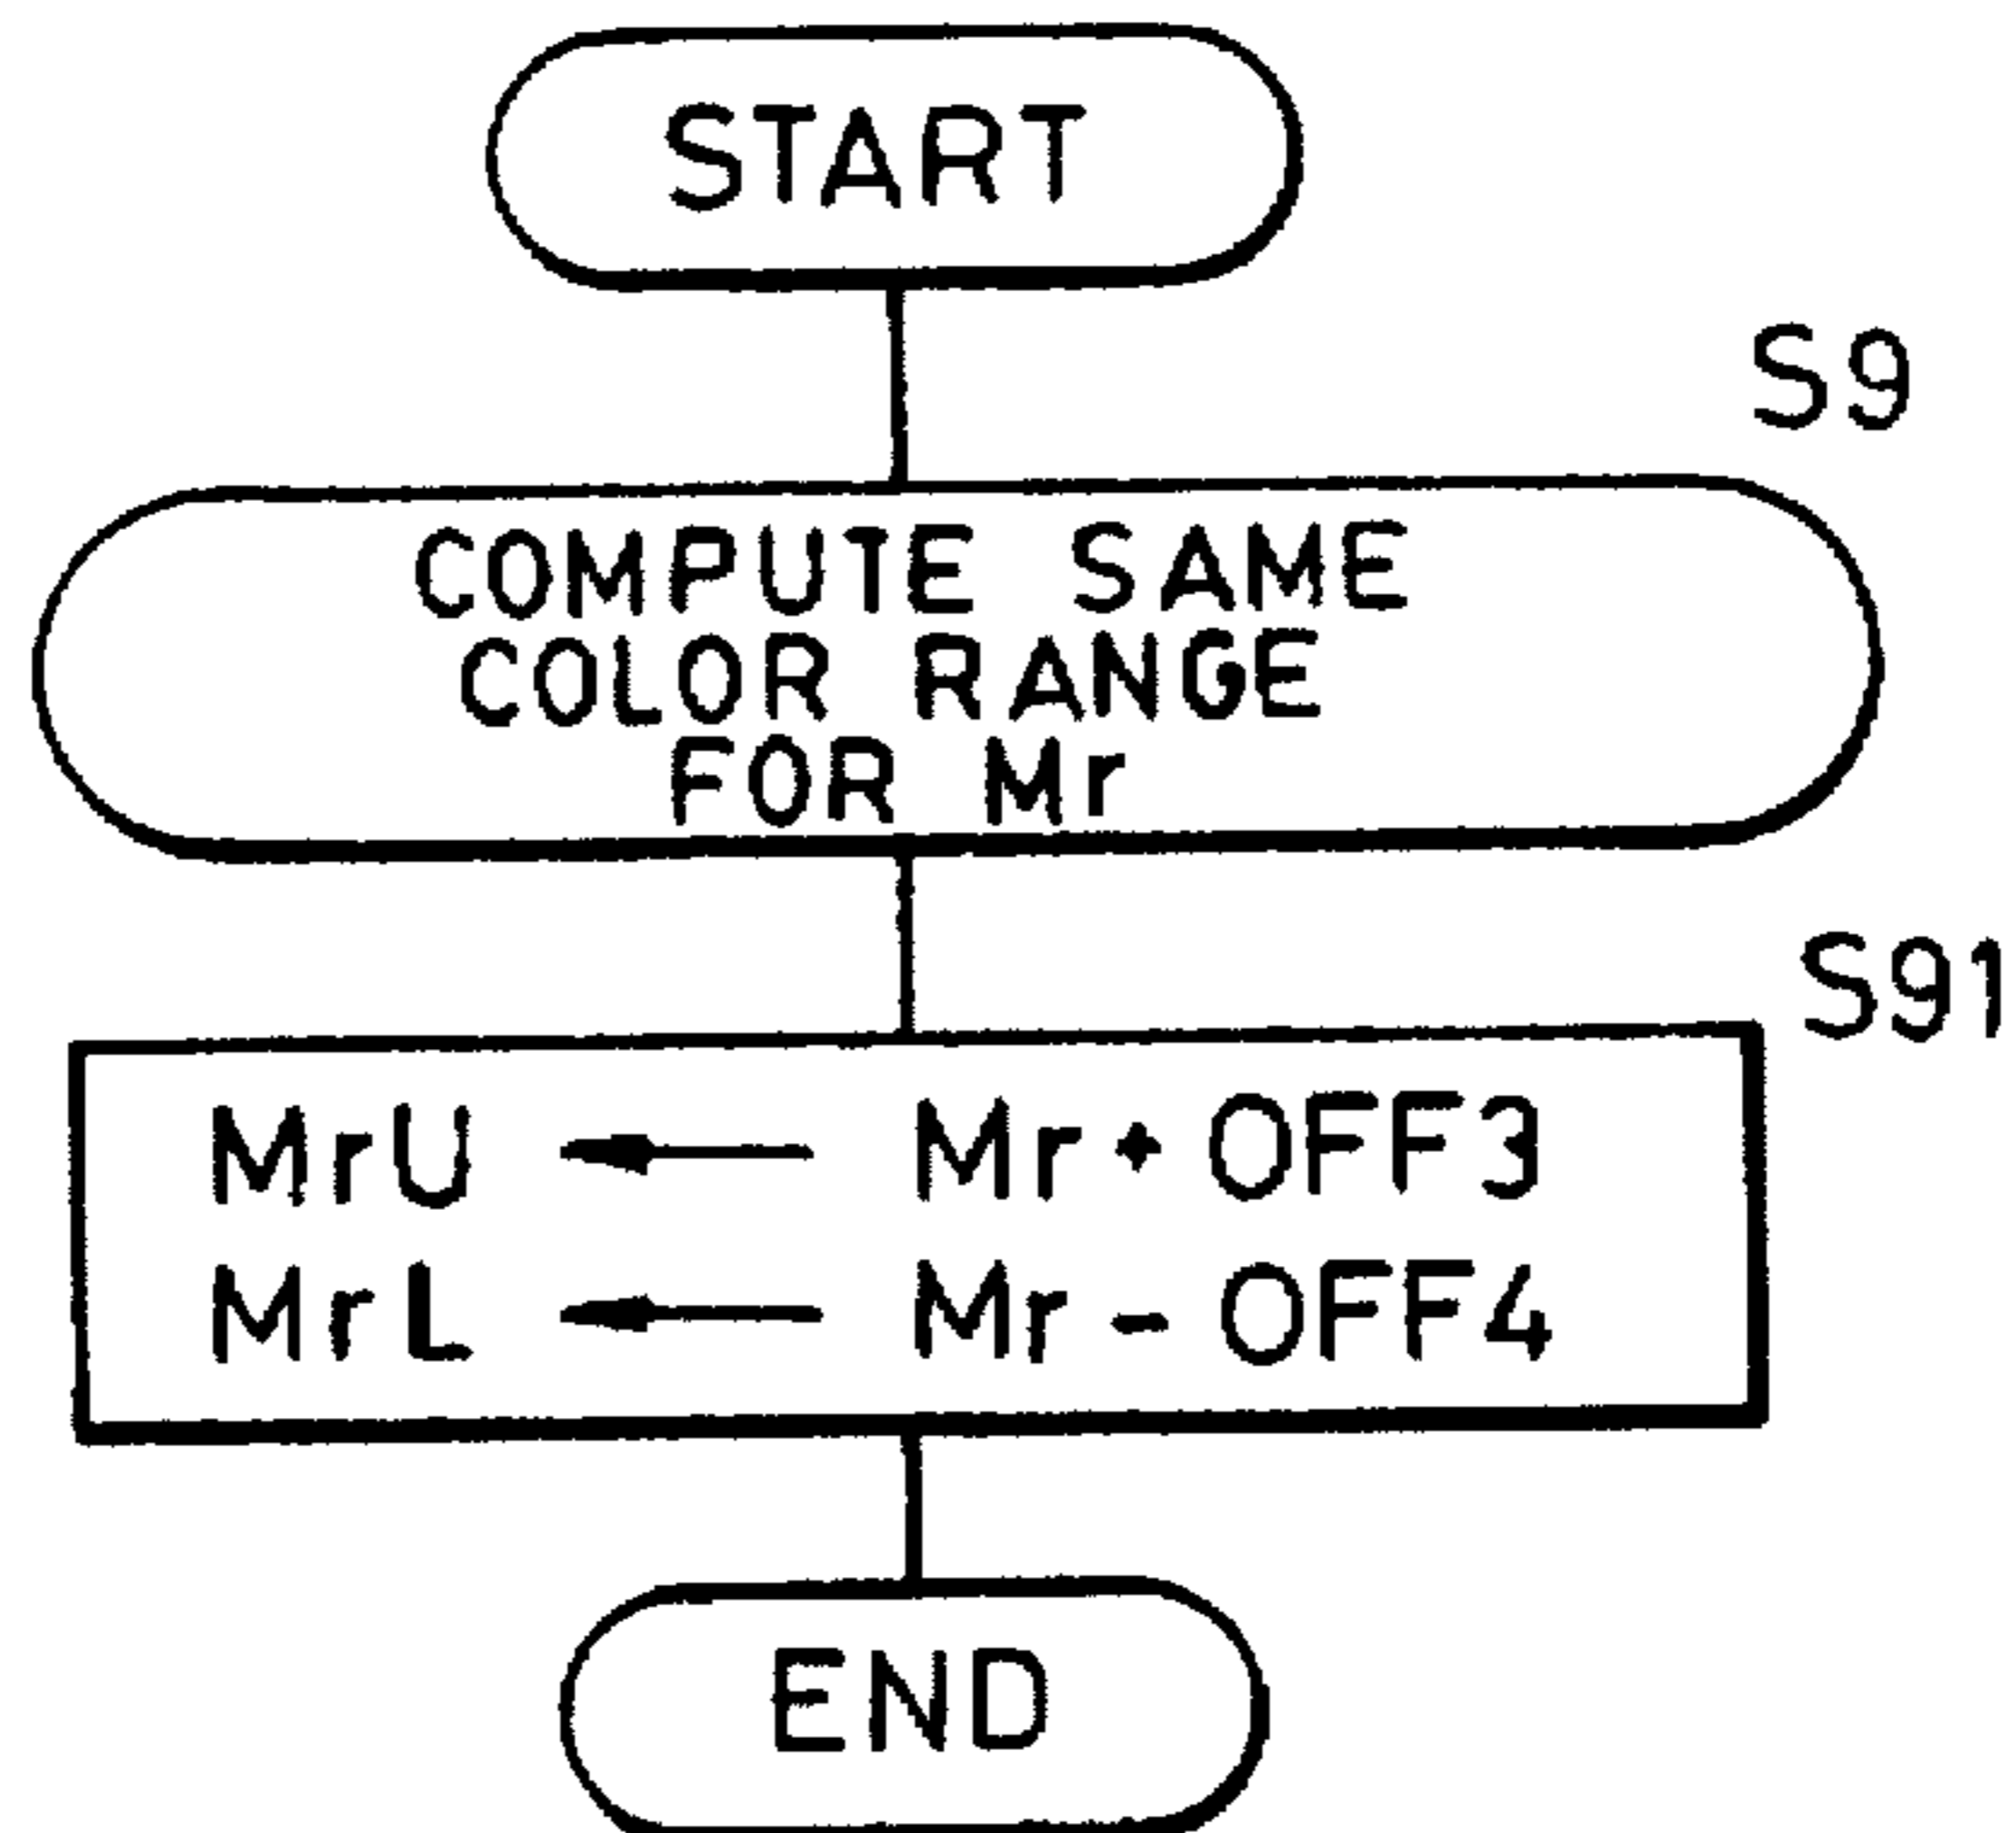 START
S9
COMPUTE SAME
COLOR RANGE
FOR Mr
S91
MrU ← Mr + OFF3
MrL ← Mr - OFF4
END